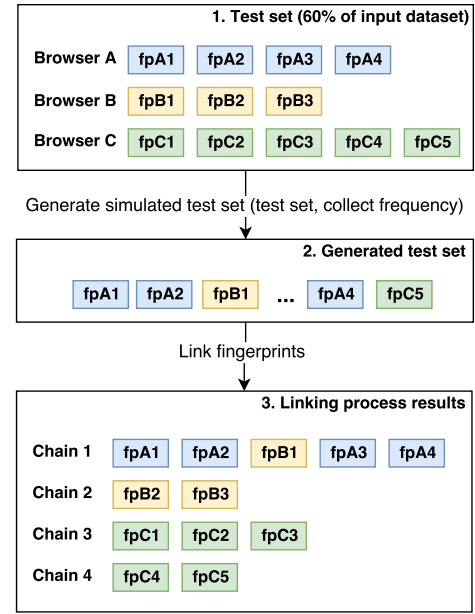 1. Test set (60% of input dataset)
Browser A fpA1 fpA2 fpA3 fpA4
Browser B fpB1 fpB2 fpB3
Browser C fpC1 fpC2 fpC3 fpC4 fpC5
Generate simulated test set (test set, collect frequency)
2. Generated test set
fpA1 fpA2 fpB1 ... fpA4 fpC5
Link fingerprints
3. Linking process results
Chain 1 fpA1 fpA2 fpB1 fpA3 fpA4
Chain 2 fpB2 fpB3
Chain 3 fpC1 fpC2 fpC3
Chain 4 fpC4 fpC5